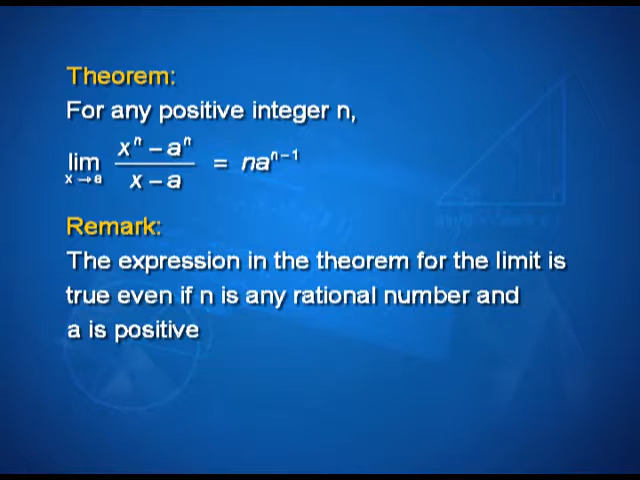 Theorem:
For any positive integer n,
lim x→a (xⁿ – aⁿ)/(x – a) = naⁿ⁻¹
Remark:
The expression in the theorem for the limit is
true even if n is any rational number and
a is positive